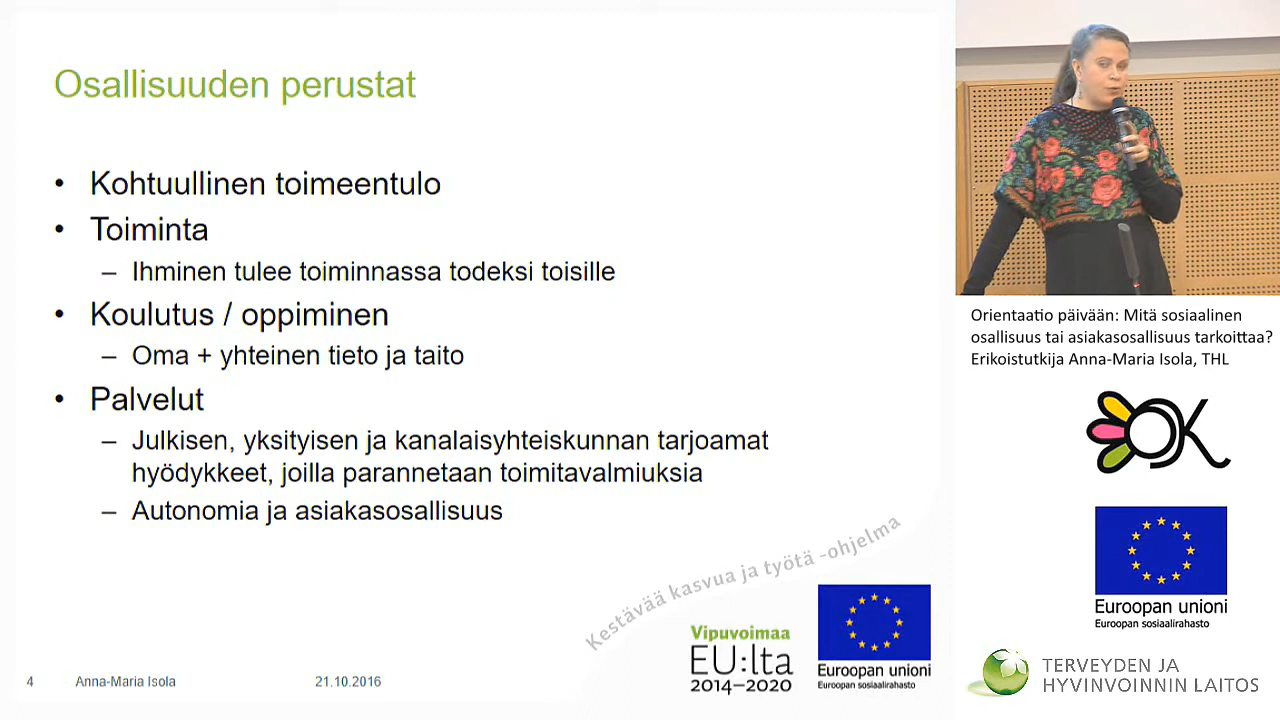 Osallisuuden perustat
• Kohtuullinen toimeentulo
• Toiminta
– Ihminen tulee toiminnassa todeksi toisille
• Koulutus / oppiminen
– Oma + yhteinen tieto ja taito
• Palvelut
– Julkisen, yksityisen ja kanalaisyhteiskunnan tarjoamat
hyödykkeet, joilla parannetaan toimitavalmiuksia
– Autonomia ja asiakasosallisuus
Kestävää kasvua ja työtä -ohjelma
Vipuvoimaa
EU:lta
2014–2020
Euroopan unioni
Euroopan sosiaalirahasto
4 Anna-Maria Isola 21.10.2016
Orientaatio päivään: Mitä sosiaalinen
osallisuus tai asiakasosallisuus tarkoittaa?
Erikoistutkija Anna-Maria Isola, THL
OK
Euroopan unioni
Euroopan sosiaalirahasto
TERVEYDEN JA
HYVINVOINNIN LAITOS